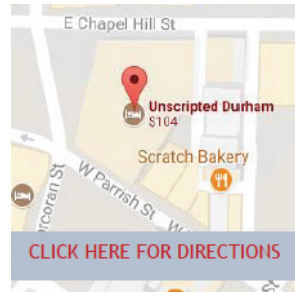 E Chapel Hill St
Unscripted Durham
$104
Scratch Bakery
W Parrish St
orcoran St
CLICK HERE FOR DIRECTIONS